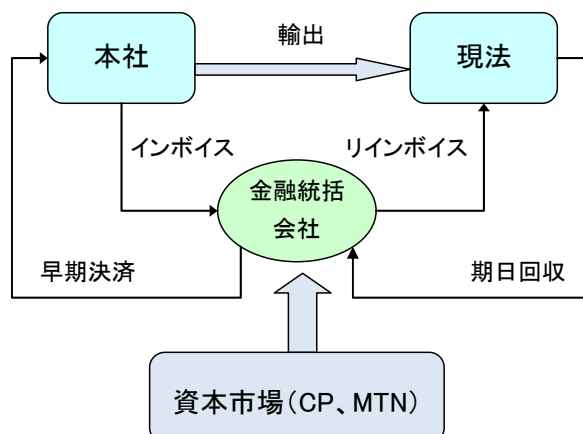 本社
輸出
現法
インボイス
リインボイス
金融統括
会社
早期決済
期日回収
資本市場（CP、MTN）